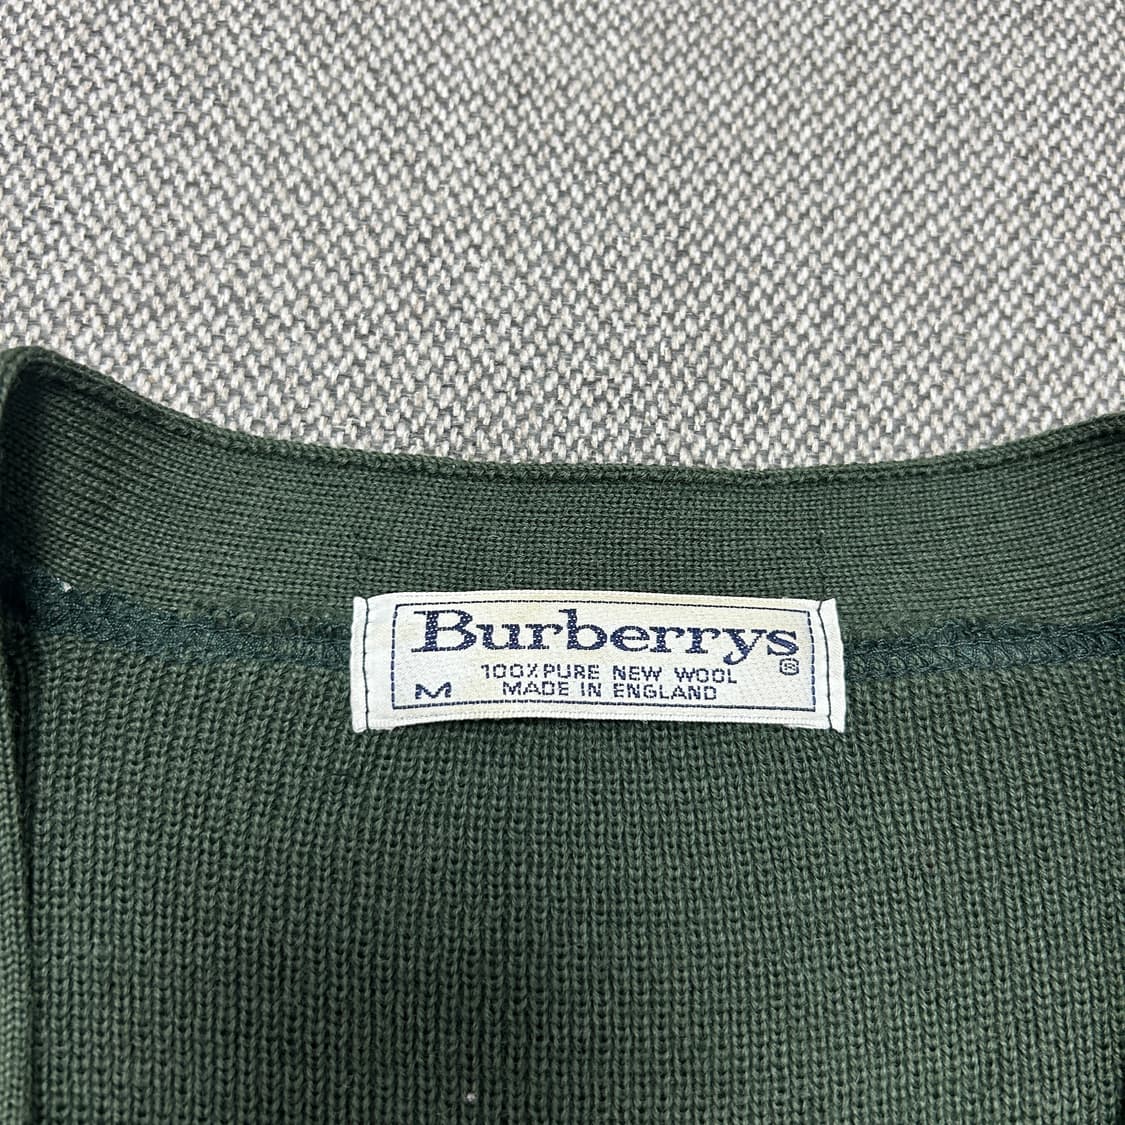 Burberrys
®
100% PURE NEW WOOL
M MADE IN ENGLAND